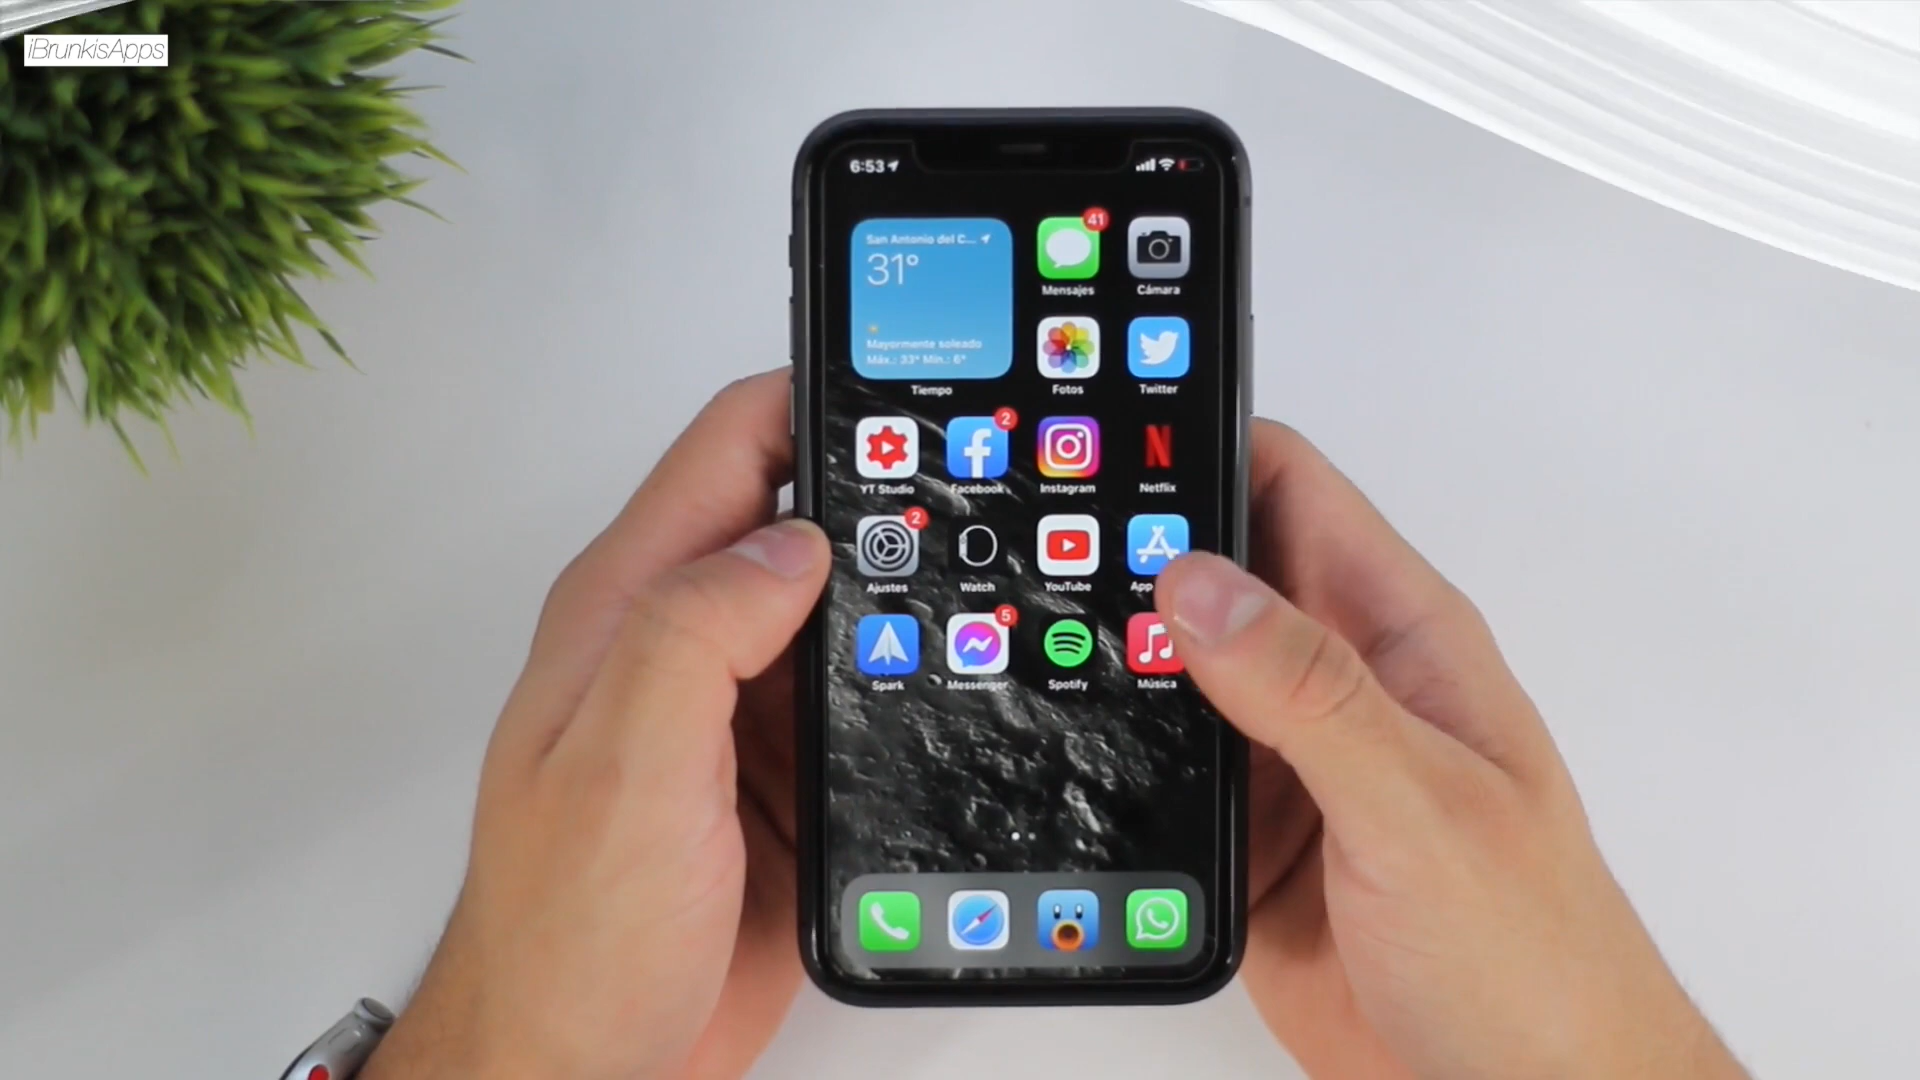 iBrunkisApps
6:53
San Antonio del C...
31°
Mayormente soleado
Máx.: 33° Mín.: 6°
Tiempo
41
Mensajes
Cámara
Fotos
Twitter
2
YT Studio
Facebook
Instagram
N
Netflix
2
Ajustes
Watch
YouTube
App
5
Spark
Messenger
Spotify
Música